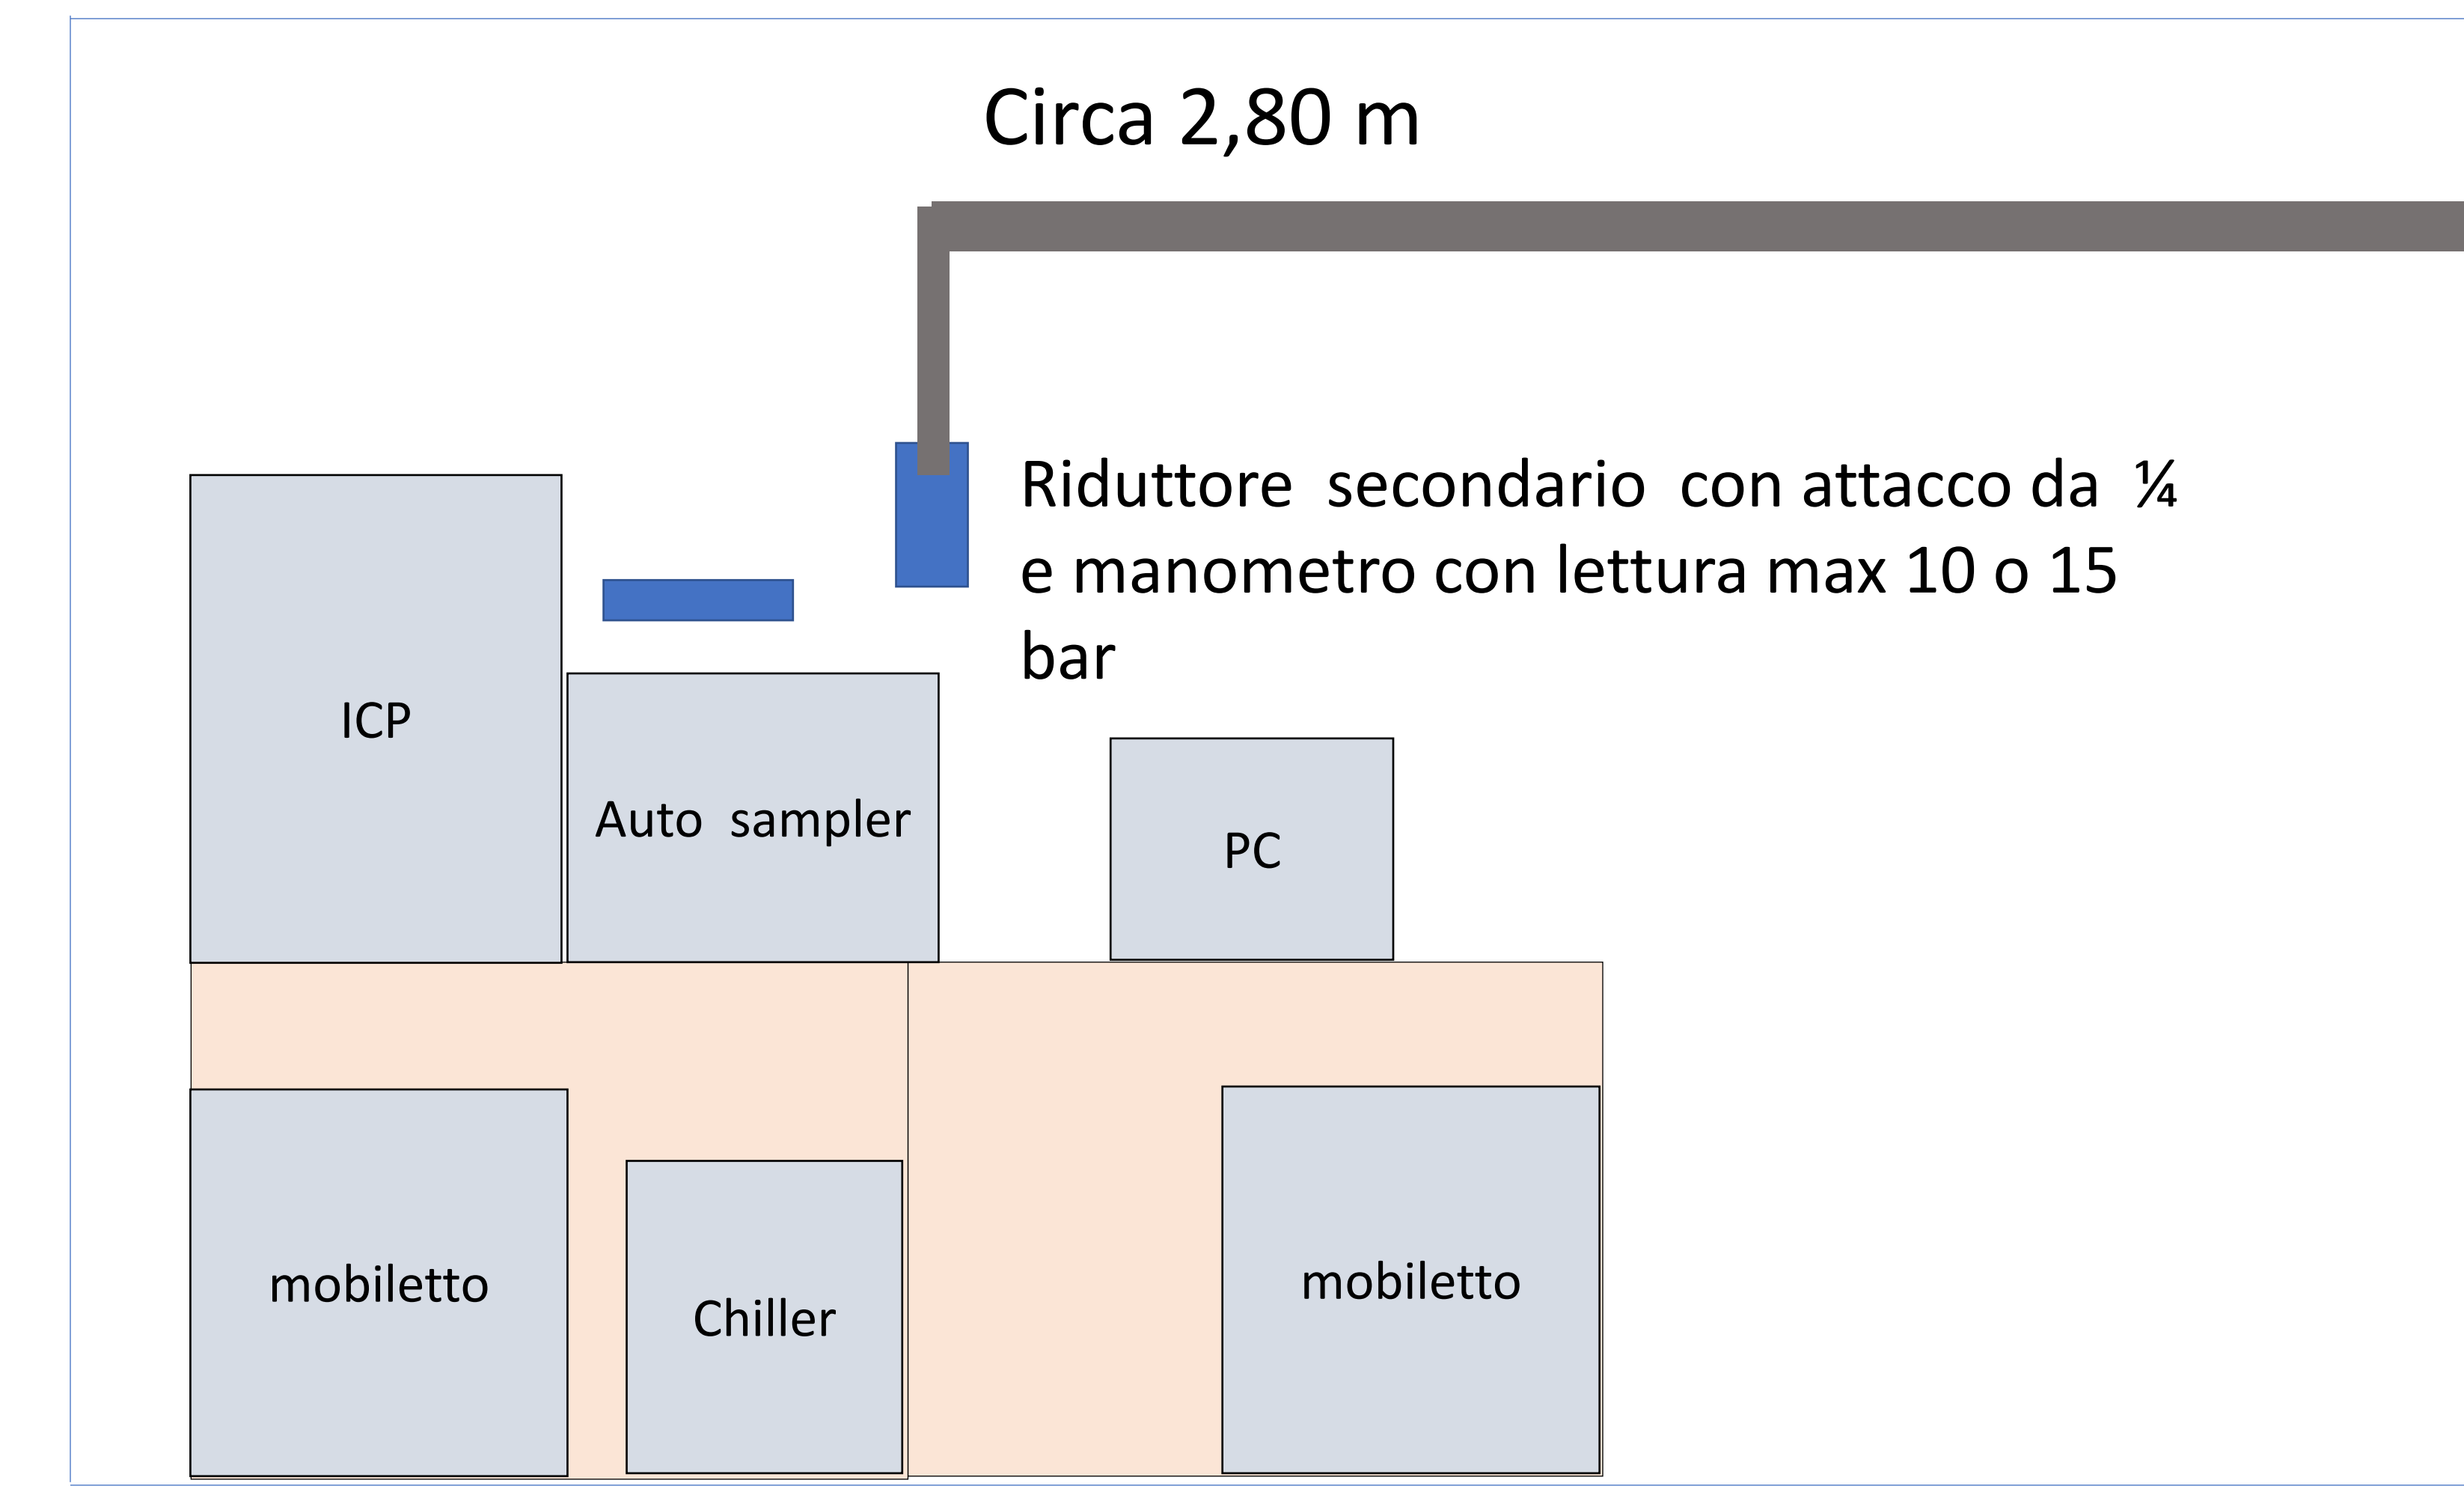 Circa 2,80 m
Riduttore secondario con attacco da ¼
e manometro con lettura max 10 o 15
bar
ICP
Auto sampler
PC
mobiletto
Chiller
mobiletto